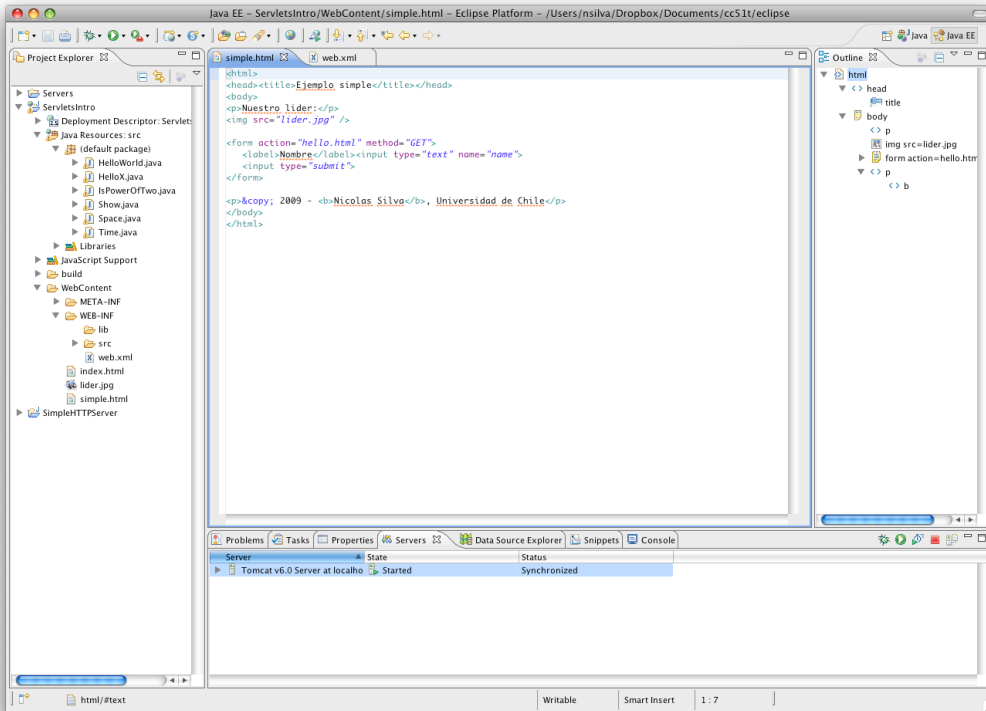 Java EE - ServletsIntro/WebContent/simple.html - Eclipse Platform - /Users/nsilva/Dropbox/Documents/cc51t/eclipse
Java
Java EE
Project Explorer
Servers
ServletsIntro
Deployment Descriptor: Servlet
Java Resources: src
(default package)
HelloWorld.java
HelloX.java
IsPowerOfTwo.java
Show.java
Space.java
Time.java
Libraries
JavaScript Support
build
WebContent
META-INF
WEB-INF
lib
src
web.xml
index.html
lider.jpg
simple.html
SimpleHTTPServer
simple.html
web.xml
<html>
<head><title>Ejemplo simple</title></head>
<body>
<p>Nuestro lider:</p>
<img src="lider.jpg" />
<form action="hello.html" method="GET">
<label>Nombre</label><input type="text" name="name">
<input type="submit">
</form>
<p>&copy; 2009 - <b>Nicolas Silva</b>, Universidad de Chile</p>
</body>
</html>
Outline
html
head
title
body
p
img src=lider.jpg
form action=hello.htm
p
b
Problems
Tasks
Properties
Servers
Data Source Explorer
Snippets
Console
Server
State
Status
Tomcat v6.0 Server at localho
Started
Synchronized
html/#text
Writable
Smart Insert
1 : 7